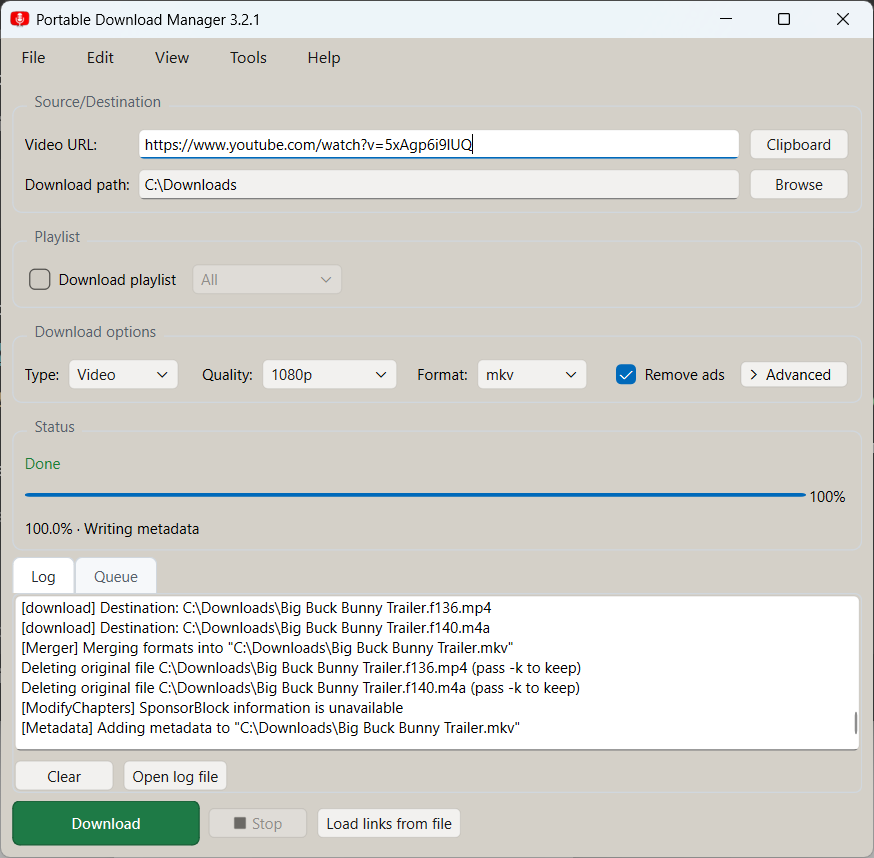 Portable Download Manager 3.2.1
File Edit View Tools Help
Source/Destination
Video URL: https://www.youtube.com/watch?v=5xAgp6i9lUQ Clipboard
Download path: C:\Downloads Browse
Playlist
Download playlist All
Download options
Type: Video Quality: 1080p Format: mkv Remove ads Advanced
Status
Done
100%
100.0% · Writing metadata
Log Queue
[download] Destination: C:\Downloads\Big Buck Bunny Trailer.f136.mp4
[download] Destination: C:\Downloads\Big Buck Bunny Trailer.f140.m4a
[Merger] Merging formats into "C:\Downloads\Big Buck Bunny Trailer.mkv"
Deleting original file C:\Downloads\Big Buck Bunny Trailer.f136.mp4 (pass -k to keep)
Deleting original file C:\Downloads\Big Buck Bunny Trailer.f140.m4a (pass -k to keep)
[ModifyChapters] SponsorBlock information is unavailable
[Metadata] Adding metadata to "C:\Downloads\Big Buck Bunny Trailer.mkv"
Clear Open log file
Download Stop Load links from file